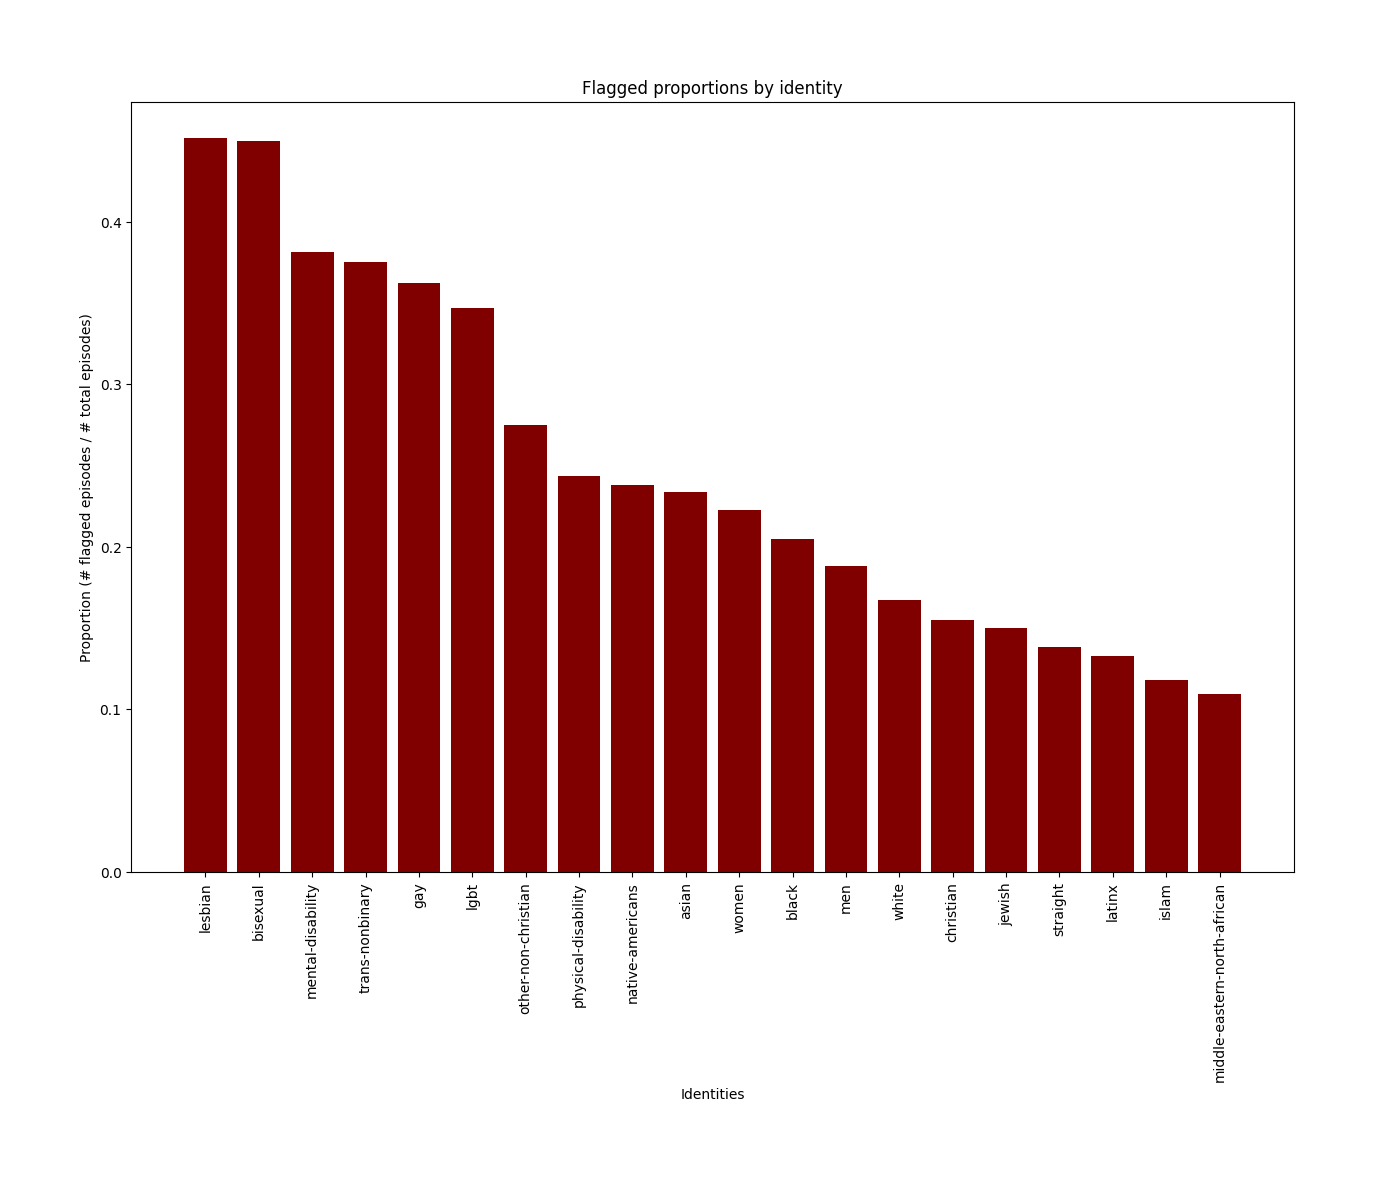 Flagged proportions by identity
Proportion (# flagged episodes / # total episodes)
0.4
0.3
0.2
0.1
0.0
lesbian
bisexual
mental-disability
trans-nonbinary
gay
lgbt
other-non-christian
physical-disability
native-americans
asian
women
black
men
white
christian
jewish
straight
latinx
islam
middle-eastern-north-african
Identities